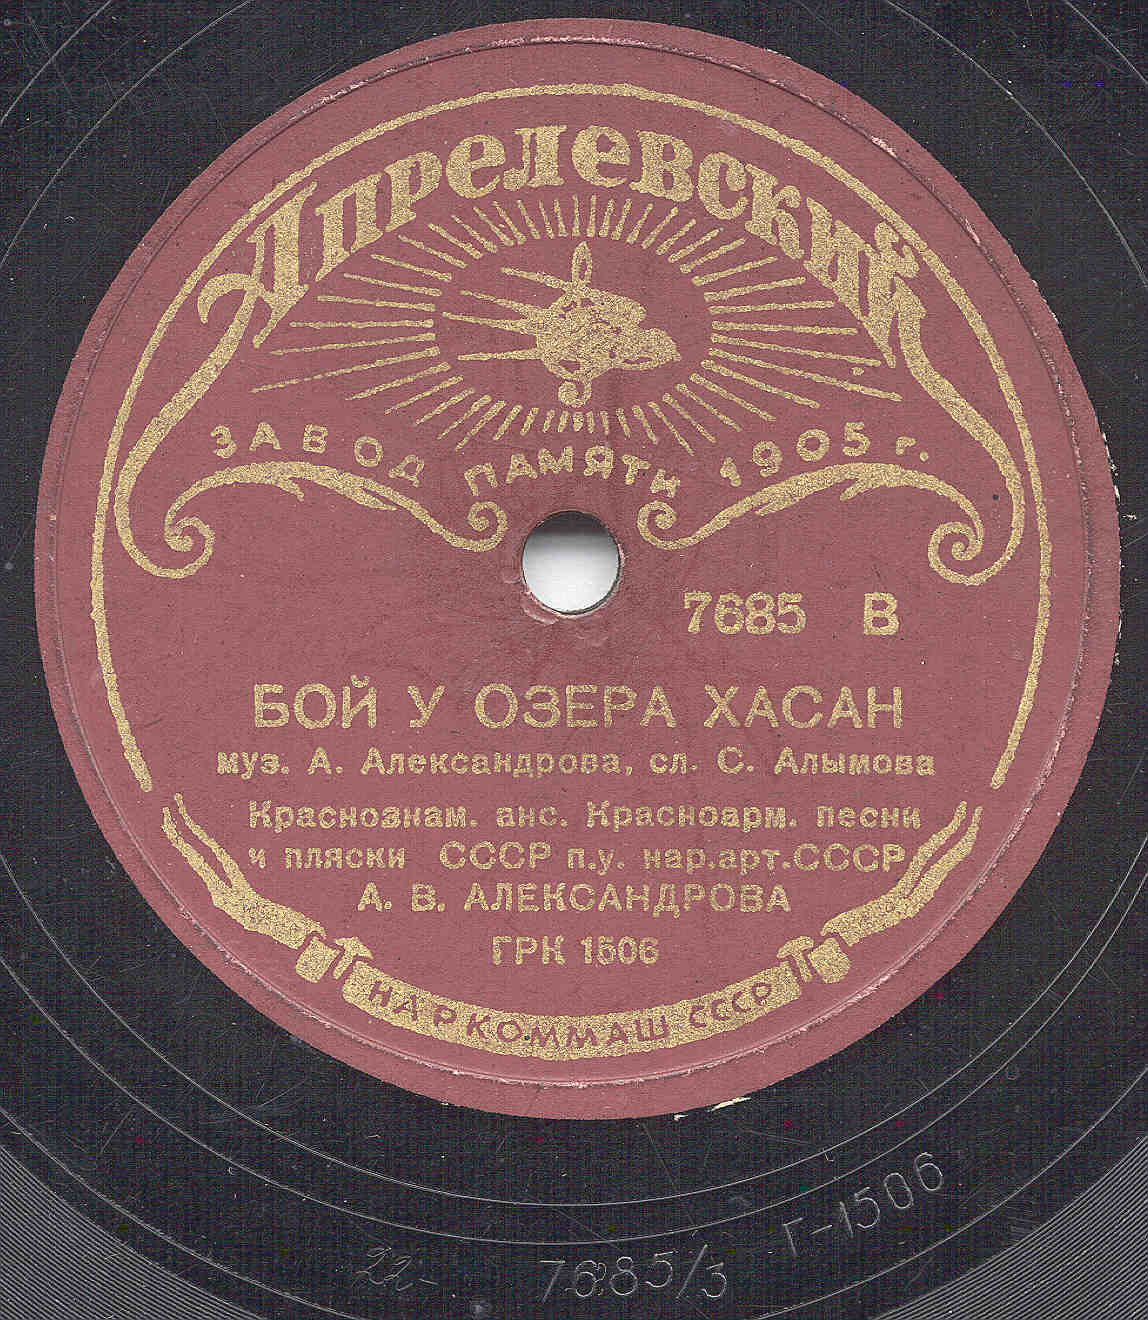 Апрелевский
ЗАВОД ПАМЯТИ 1905 г.
7685 В
БОЙ У ОЗЕРА ХАСАН
муз. А. Александрова, сл. С. Алымова
Краснознам. анс. Красноарм. песни
и пляски СССР п.у. нар.арт.СССР
А. В. АЛЕКСАНДРОВА
ГРК 1506
НАРКОММАШ СССР
Г-1506
22-
7685/3